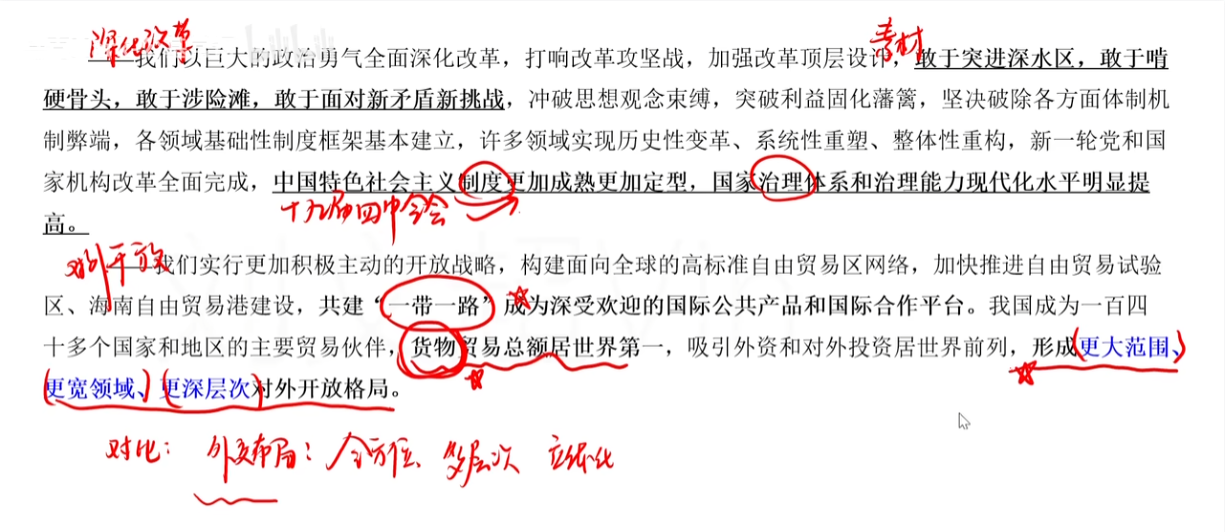 深化改革 素材
——我们以巨大的政治勇气全面深化改革，打响改革攻坚战，加强改革顶层设计，敢于突进深水区，敢于啃
硬骨头，敢于涉险滩，敢于面对新矛盾新挑战，冲破思想观念束缚，突破利益固化藩篱，坚决破除各方面体制机
制弊端，各领域基础性制度框架基本建立，许多领域实现历史性变革、系统性重塑、整体性重构，新一轮党和国
家机构改革全面完成，中国特色社会主义制度更加成熟更加定型，国家治理体系和治理能力现代化水平明显提
十九届四中全会
高。
对外开放
——我们实行更加积极主动的开放战略，构建面向全球的高标准自由贸易区网络，加快推进自由贸易试验
区、海南自由贸易港建设，共建“一带一路”成为深受欢迎的国际公共产品和国际合作平台。我国成为一百四
十多个国家和地区的主要贸易伙伴，货物贸易总额居世界第一，吸引外资和对外投资居世界前列，形成更大范围、
更宽领域、更深层次对外开放格局。
对比：外交布局：全方位、多层次 立体化